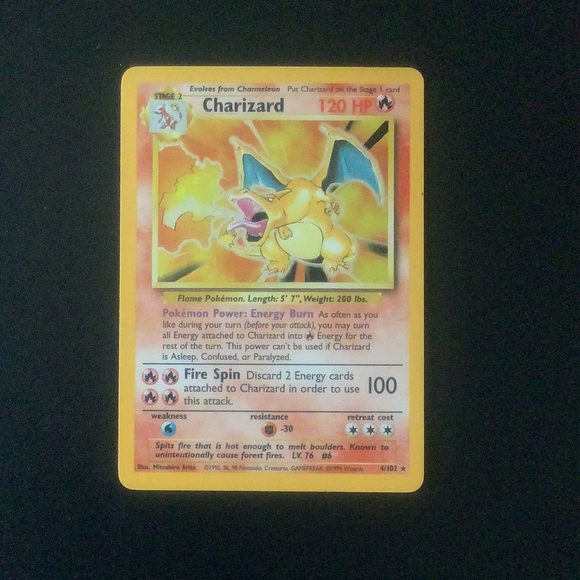 Evolves from Charmeleon Put Charizard on the Stage 1 card
STAGE 2
Charizard 120 HP
Flame Pokémon. Length: 5' 7", Weight: 200 lbs.
Pokémon Power: Energy Burn As often as you
like during your turn (before your attack), you may turn
all Energy attached to Charizard into Energy for the
rest of the turn. This power can't be used if Charizard
is Asleep, Confused, or Paralyzed.
Fire Spin Discard 2 Energy cards
attached to Charizard in order to use 100
this attack.
weakness resistance retreat cost
-30
Spits fire that is hot enough to melt boulders. Known to
unintentionally cause forest fires. LV. 76 #6
Illus. Mitsuhiro Arita ©1995, 96, 98 Nintendo, Creatures, GAMEFREAK. ©1999 Wizards. 4/102 ★